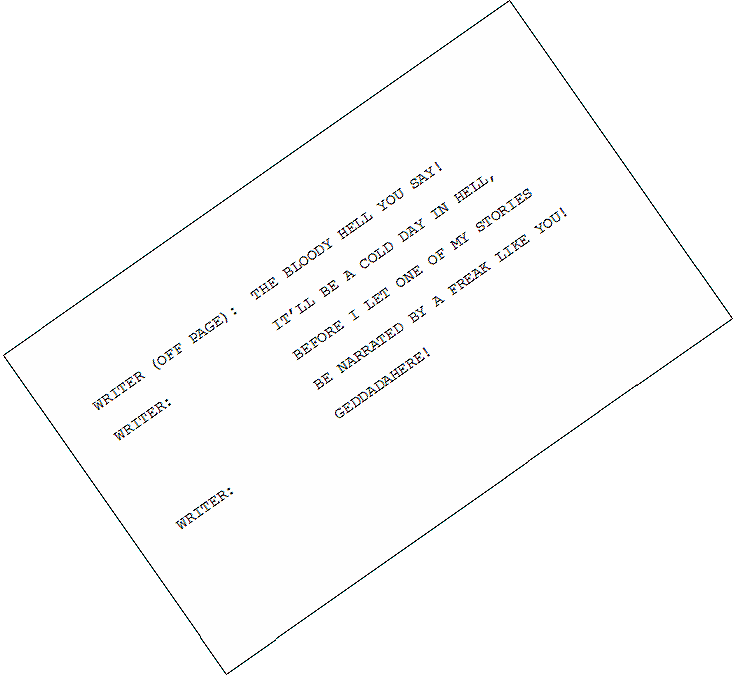 WRITER (OFF PAGE): THE BLOODY HELL YOU SAY!
WRITER: IT'LL BE A COLD DAY IN HELL,
BEFORE I LET ONE OF MY STORIES
BE NARRATED BY A FREAK LIKE YOU!
WRITER: GEDDADAHERE!